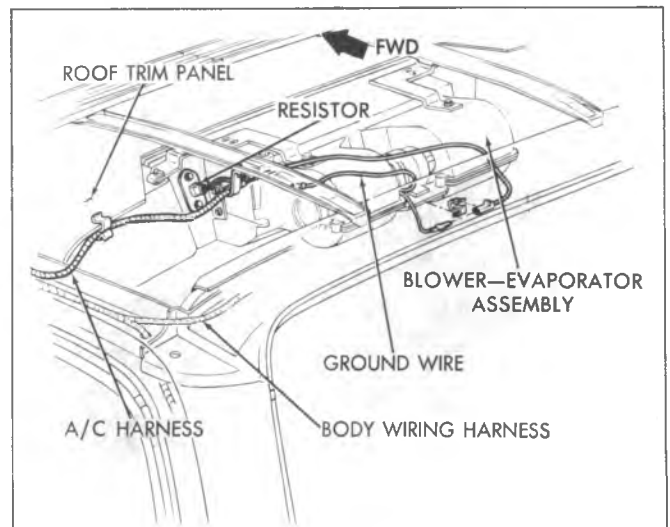 FWD
ROOF TRIM PANEL
RESISTOR
BLOWER—EVAPORATOR
ASSEMBLY
GROUND WIRE
A/C HARNESS
BODY WIRING HARNESS